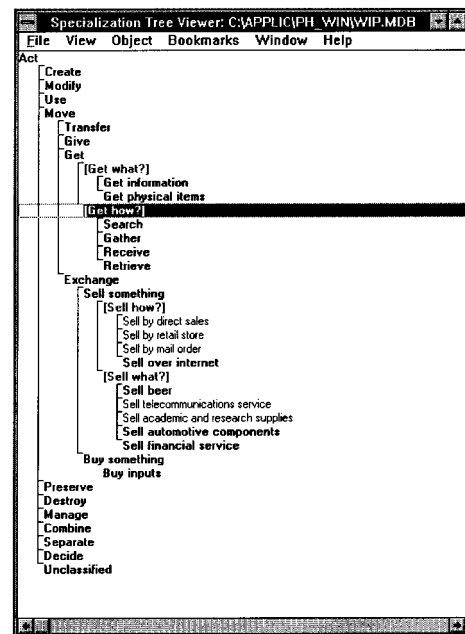 Specialization Tree Viewer: C:\APPLIC\PH_WIN\WIP.MDB
File View Object Bookmarks Window Help
Act
Create
Modify
Use
Move
Transfer
Give
Get
[Get what?]
Get information
Get physical items
[Get how?]
Search
Gather
Receive
Retrieve
Exchange
Sell something
[Sell how?]
Sell by direct sales
Sell by retail store
Sell by mail order
Sell over internet
[Sell what?]
Sell beer
Sell telecommunications service
Sell academic and research supplies
Sell automotive components
Sell financial service
Buy something
Buy inputs
Preserve
Destroy
Manage
Combine
Separate
Decide
Unclassified